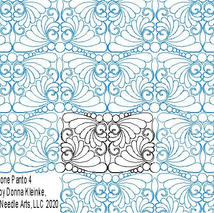 one Panto 4
by Donna Kleinke,
Needle Arts, LLC 2020